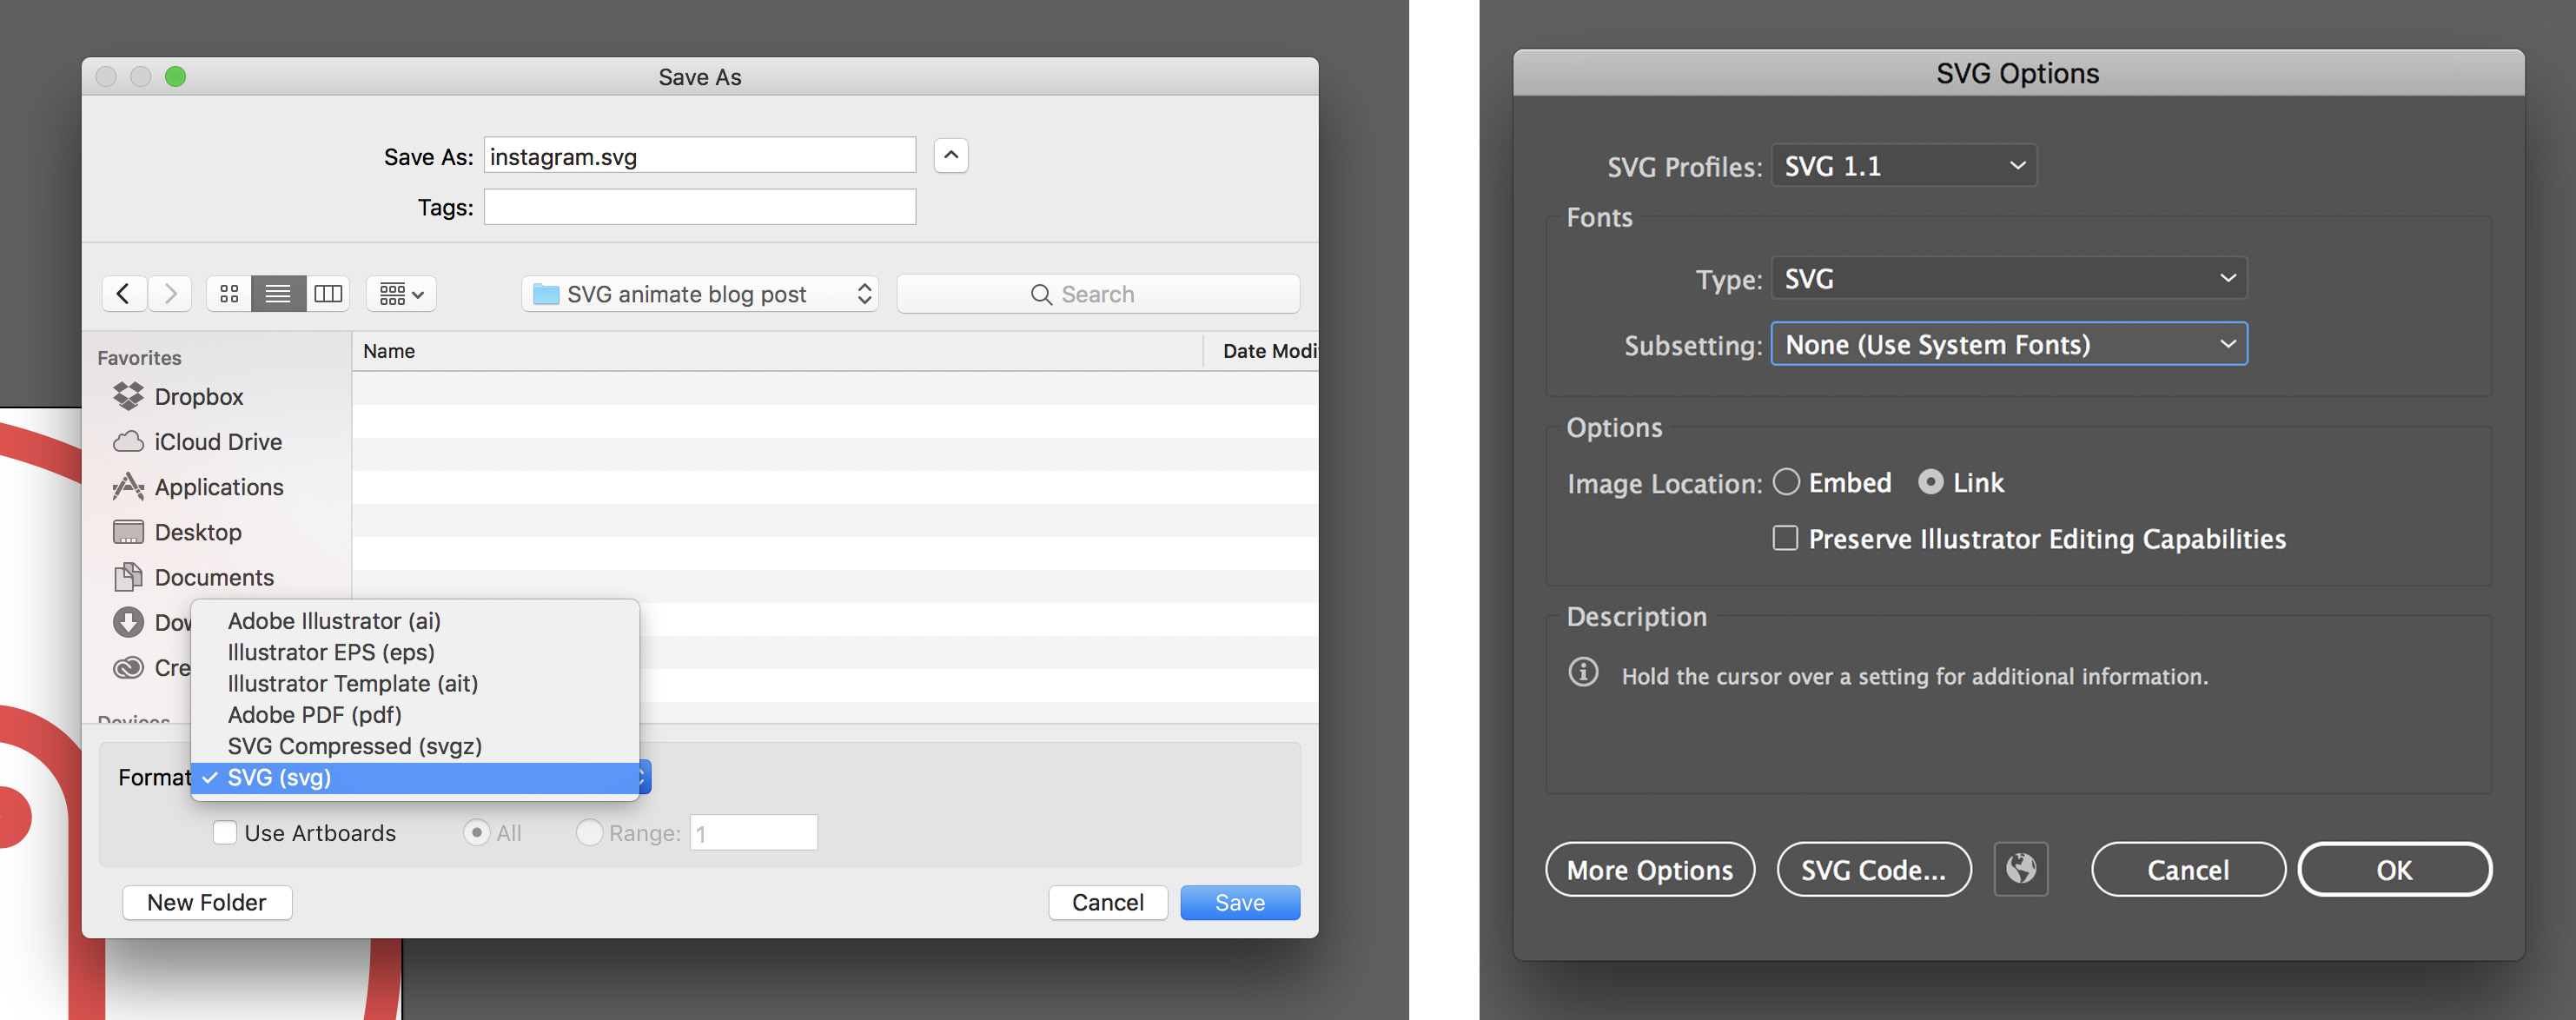 Save As
Save As: instagram.svg
Tags:
SVG animate blog post
Search
Favorites
Name
Date Modi
Dropbox
iCloud Drive
Applications
Desktop
Documents
Dow
Cre
Devices
Adobe Illustrator (ai)
Illustrator EPS (eps)
Illustrator Template (ait)
Adobe PDF (pdf)
SVG Compressed (svgz)
Format
SVG (svg)
Use Artboards
All
Range: 1
New Folder
Cancel
Save
SVG Options
SVG Profiles: SVG 1.1
Fonts
Type: SVG
Subsetting: None (Use System Fonts)
Options
Image Location: Embed Link
Preserve Illustrator Editing Capabilities
Description
Hold the cursor over a setting for additional information.
More Options
SVG Code...
Cancel
OK